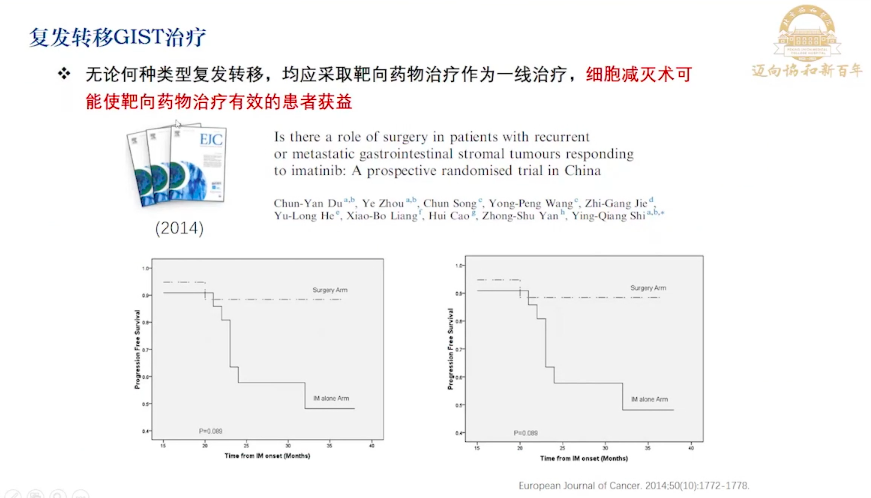 复发转移GIST治疗
迈向协和新百年
❖ 无论何种类型复发转移，均应采取靶向药物治疗作为一线治疗，细胞减灭术可
能使靶向药物治疗有效的患者获益
EJC
(2014)
Is there a role of surgery in patients with recurrent
or metastatic gastrointestinal stromal tumours responding
to imatinib: A prospective randomised trial in China
Chun-Yan Du a,b, Ye Zhou a,b, Chun Song c, Yong-Peng Wang c, Zhi-Gang Jie d,
Yu-Long He e, Xiao-Bo Liang f, Hui Cao g, Zhong-Shu Yan h, Ying-Qiang Shi a,b,*
Progression Free Survival
1.0
0.9
0.8
0.7
0.6
0.5
0.4
Surgery Arm
IM alone Arm
P=0.089
15 20 25 30 35 40
Time from IM onset (Months)
Progression Free Survival
1.0
0.9
0.8
0.7
0.6
0.5
0.4
Surgery Arm
IM alone Arm
P=0.089
15 20 25 30 35 40
Time from IM onset (Months)
European Journal of Cancer. 2014;50(10):1772-1778.